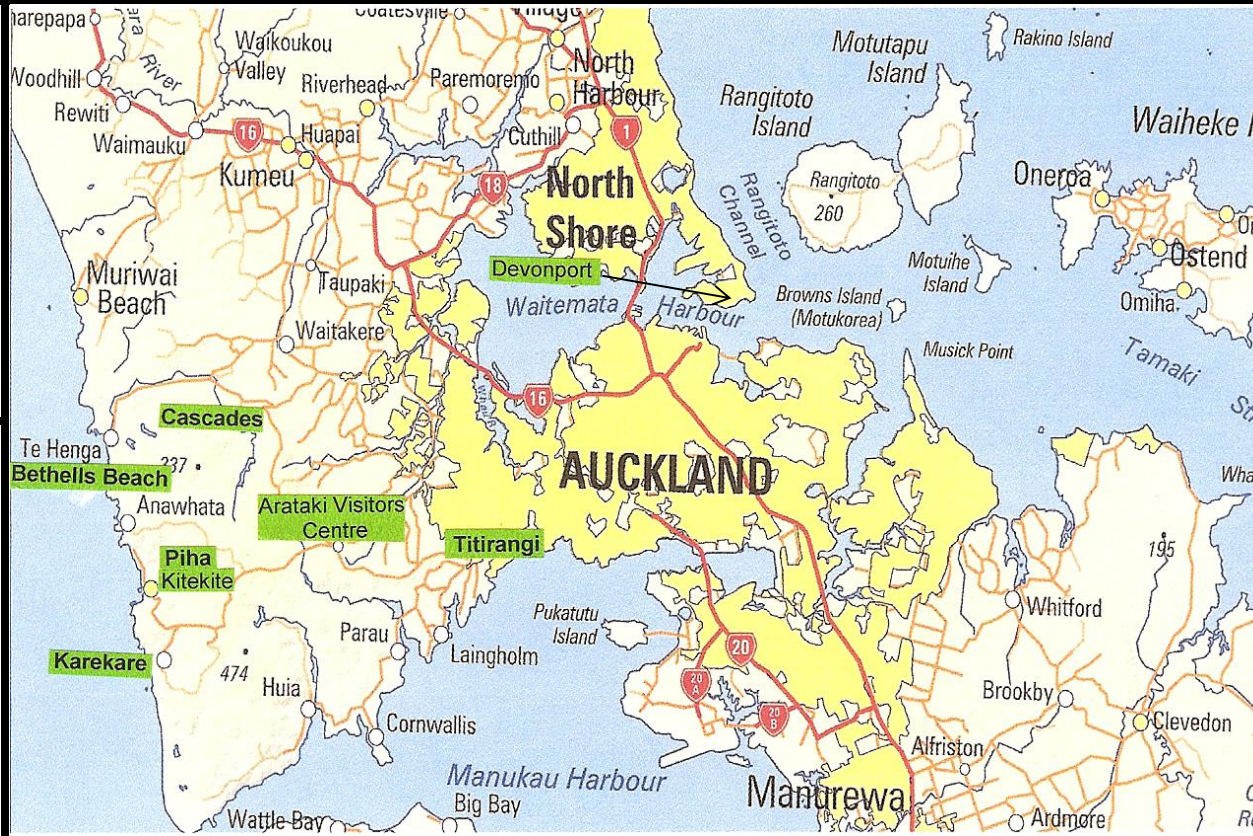 Coatesville
Village
Rakino Island
Motutapu
Island
Waikoukou
Valley
River
North
Harbour
Woodhill
Riverhead
Paremoremo
Rangitoto
Island
Rewiti
Waiheke
Waimauku
16
Huapai
Cuthill
1
Kumeu
18
North
Shore
Rangitoto
260
Oneroa
Rangitoto
Channel
Ostend
Devonport
Motuihe
Island
Muriwai
Beach
Taupaki
Waitemata Harbour
Browns Island
(Motukorea)
Omiha
Waitakere
Musick Point
Tamaki
16
Cascades
Te Henga
237
AUCKLAND
Bethells Beach
Anawhata
Arataki Visitors
Centre
Titirangi
Piha
Kitekite
195
Whitford
Pukatutu
Island
Parau
Laingholm
20
Karekare
474
20
A
Huia
Brookby
20
B
Cornwallis
Clevedon
Alfriston
Manukau Harbour
Manurewa
Big Bay
Wattle Bay
Ardmore